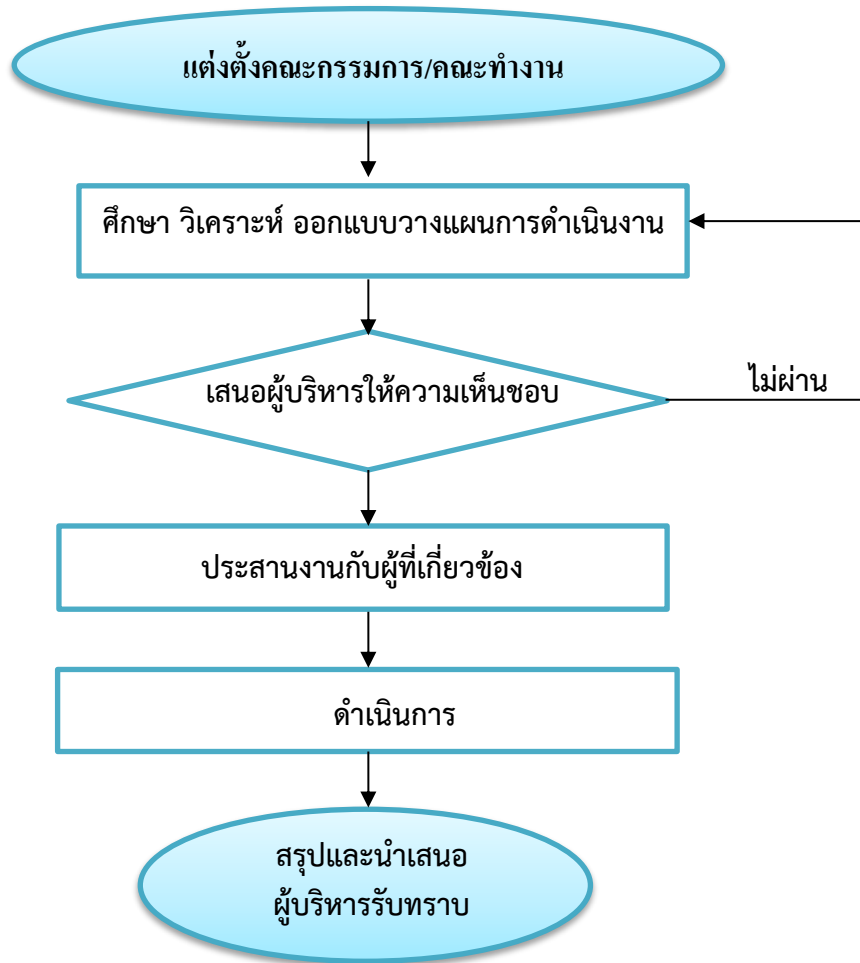 แต่งตั้งคณะกรรมการ/คณะทำงาน
ศึกษา วิเคราะห์ ออกแบบวางแผนการดำเนินงาน
เสนอผู้บริหารให้ความเห็นชอบ
ไม่ผ่าน
ประสานงานกับผู้ที่เกี่ยวข้อง
ดำเนินการ
สรุปและนำเสนอ
ผู้บริหารรับทราบ